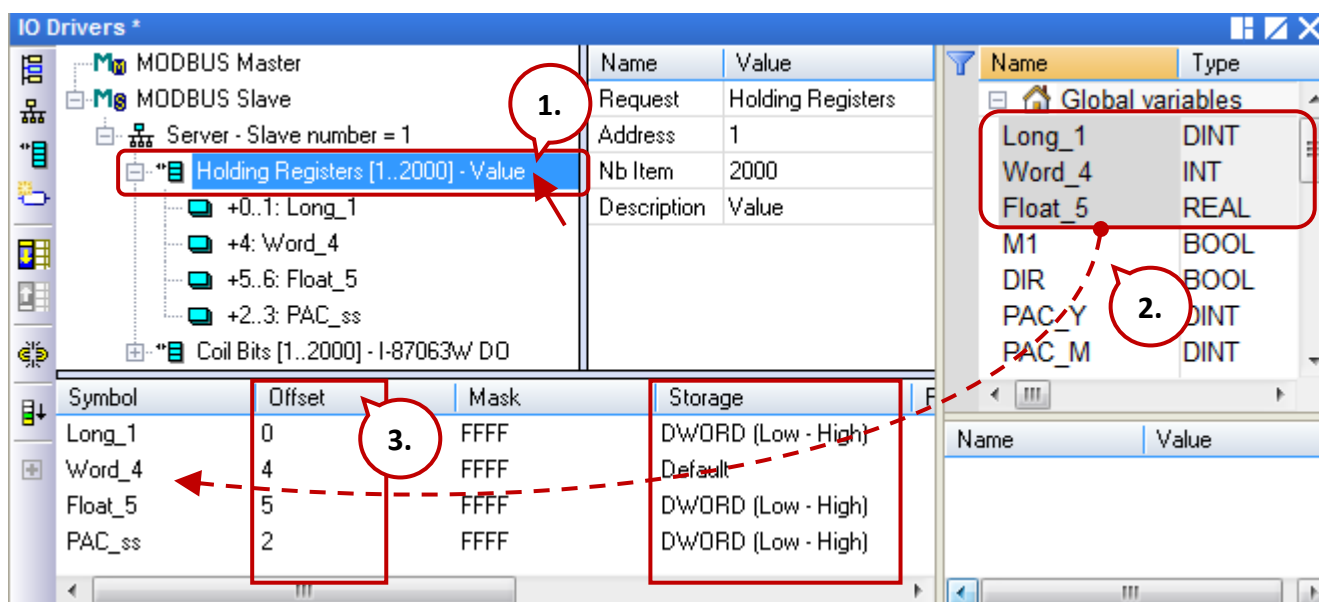 IO Drivers *
MODBUS Master
MODBUS Slave
Server - Slave number = 1
Holding Registers [1..2000] - Value
+0..1: Long_1
+4: Word_4
+5..6: Float_5
+2..3: PAC_ss
Coil Bits [1..2000] - I-87063W DO
1.
Name Value
Request Holding Registers
Address 1
Nb Item 2000
Description Value
Name Type
Global variables
Long_1 DINT
Word_4 INT
Float_5 REAL
M1 BOOL
DIR BOOL
PAC_Y DINT
PAC_M DINT
2.
Symbol Offset Mask Storage
Long_1 0 FFFF DWORD (Low - High)
Word_4 4 FFFF Default
Float_5 5 FFFF DWORD (Low - High)
PAC_ss 2 FFFF DWORD (Low - High)
3.
Name Value